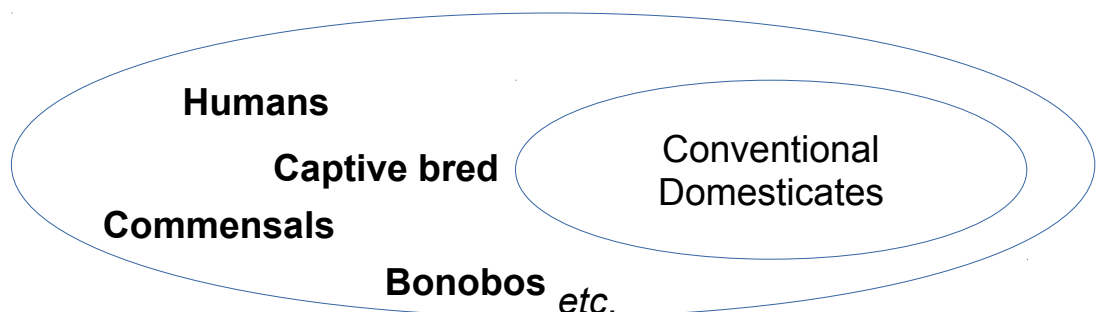 Humans
Captive bred
Commensals
Bonobos etc.
Conventional
Domesticates